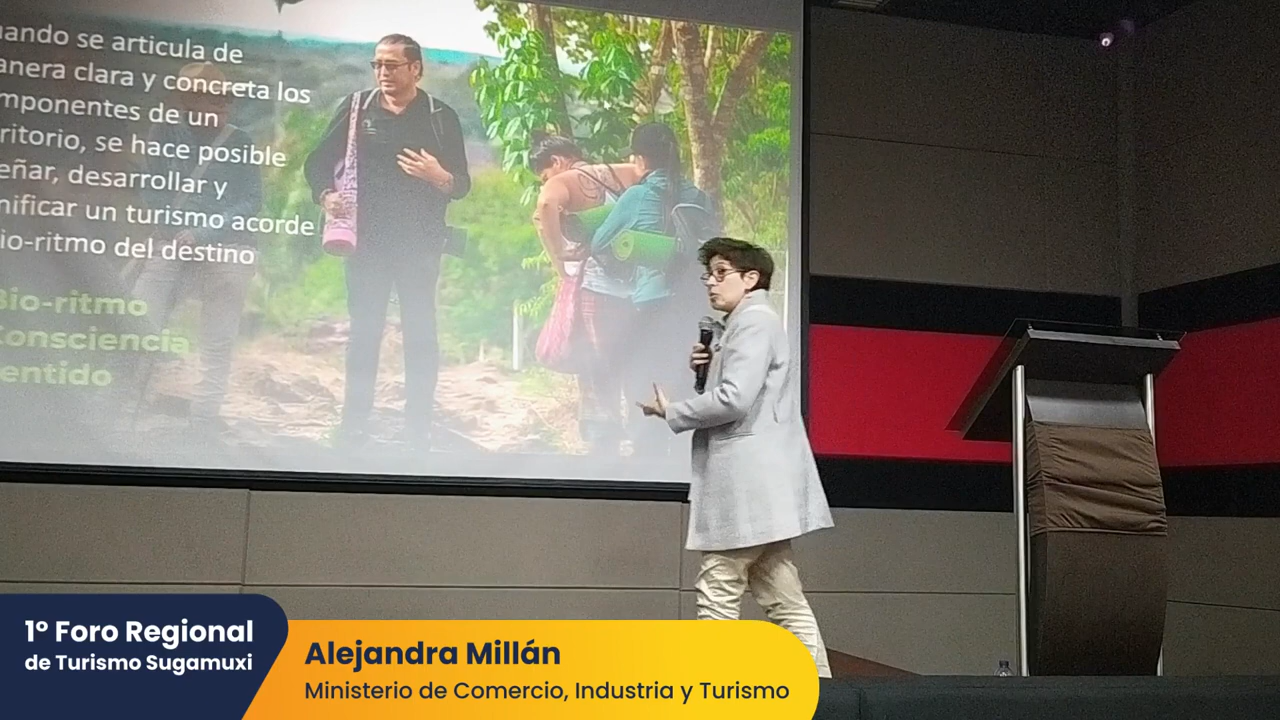 ando se articula de
anera clara y concreta los
mponentes de un
ritorio, se hace posible
eñar, desarrollar y
nificar un turismo acorde
io-ritmo del destino
Bio-ritmo
Consciencia
entido
1° Foro Regional
de Turismo Sugamuxi
Alejandra Millán
Ministerio de Comercio, Industria y Turismo